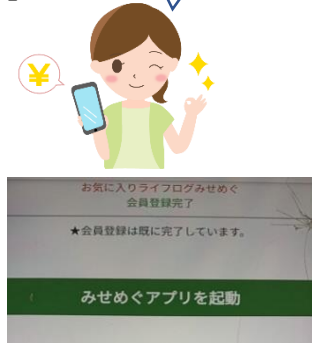 ¥
お気に入りライフログみせめぐ
会員登録完了
★会員登録は既に完了しています。
みせめぐアプリを起動